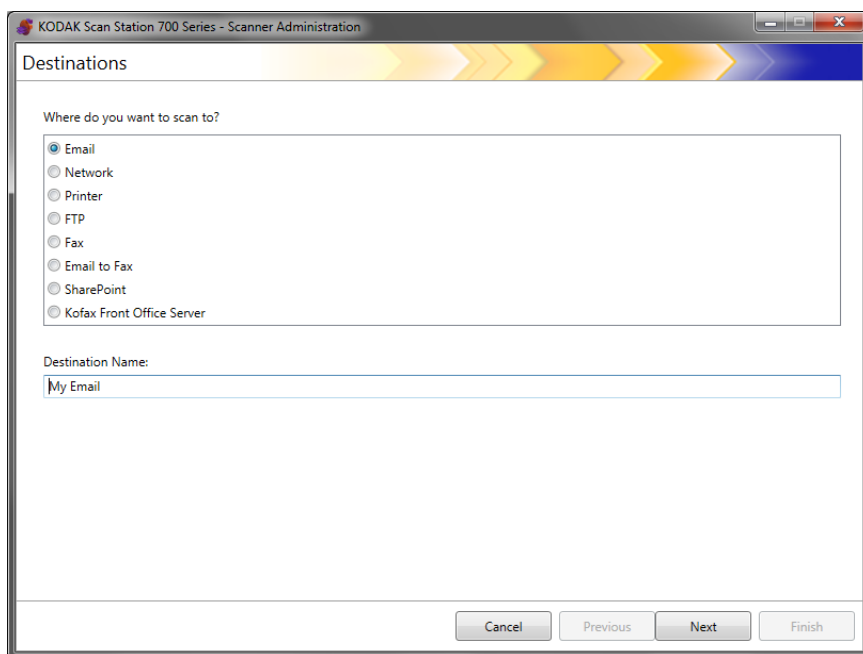 KODAK Scan Station 700 Series - Scanner Administration
Destinations
Where do you want to scan to?
Email
Network
Printer
FTP
Fax
Email to Fax
SharePoint
Kofax Front Office Server
Destination Name:
My Email
Cancel Previous Next Finish